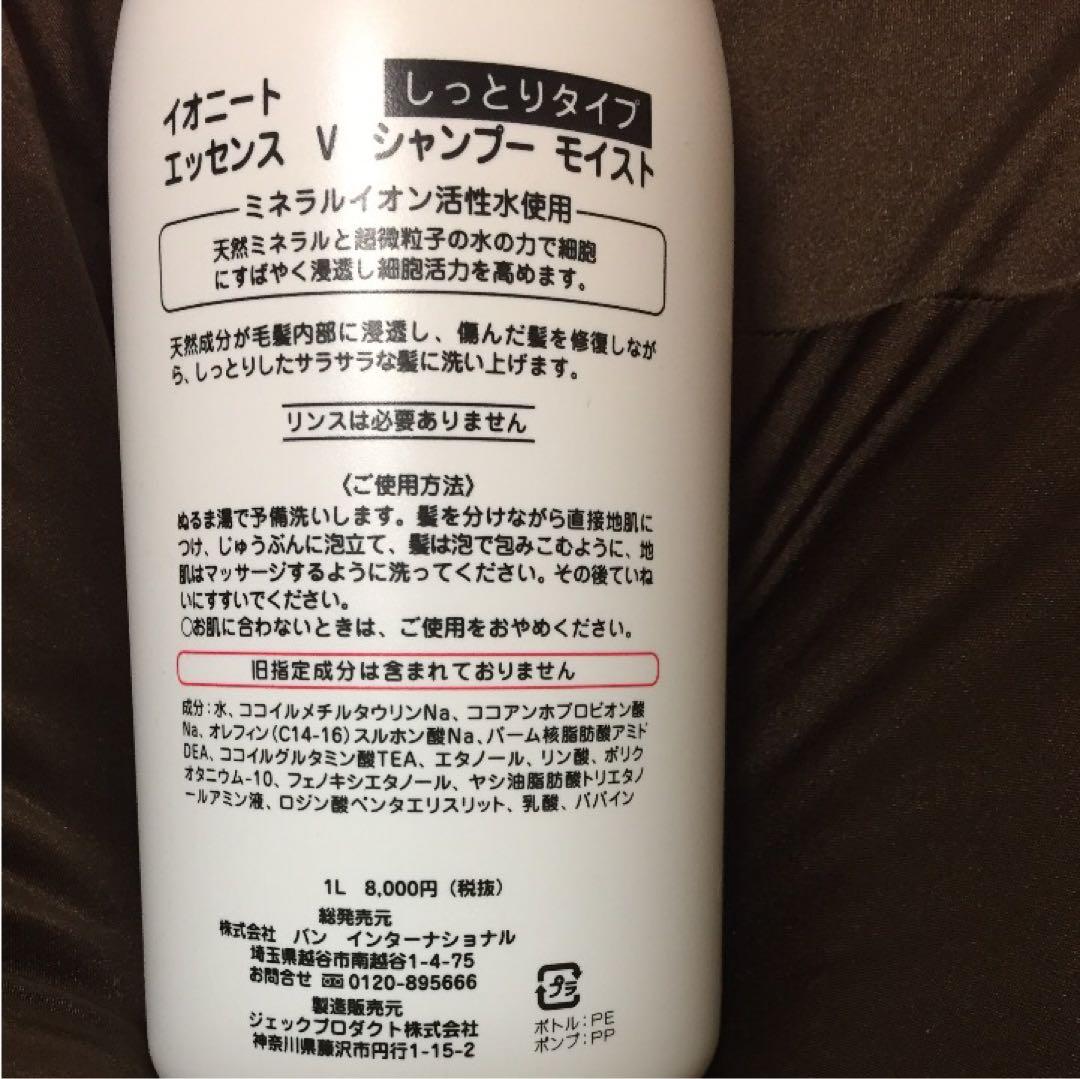 イオニート
しっとりタイプ
エッセンス V シャンプー モイスト
ミネラルイオン活性水使用
天然ミネラルと超微粒子の水の力で細胞
にすばやく浸透し細胞活力を高めます。
天然成分が毛髪内部に浸透し、傷んだ髪を修復しなが
ら、しっとりしたサラサラな髪に洗い上げます。
リンスは必要ありません
〈ご使用方法〉
ぬるま湯で予備洗いします。髪を分けながら直接地肌に
つけ、じゅうぶんに泡立て、髪は泡で包みこむように、地
肌はマッサージするように洗ってください。その後ていね
いにすすいでください。
○お肌に合わないときは、ご使用をおやめください。
旧指定成分は含まれておりません
成分：水、ココイルメチルタウリンNa、ココアンホプロピオン酸
Na、オレフィン（C14-16）スルホン酸Na、パーム核脂肪酸アミド
DEA、ココイルグルタミン酸TEA、エタノール、リン酸、ポリク
オタニウム-10、フェノキシエタノール、ヤシ油脂肪酸トリエタノ
ールアミン液、ロジン酸ペンタエリスリット、乳酸、パパイン
1L 8,000円（税抜）
総発売元
株式会社 バン インターナショナル
埼玉県越谷市南越谷1-4-75
お問合せ 0120-895666
製造販売元
ジェックプロダクト株式会社
神奈川県藤沢市円行1-15-2
プラ
ボトル：PE
ポンプ：PP